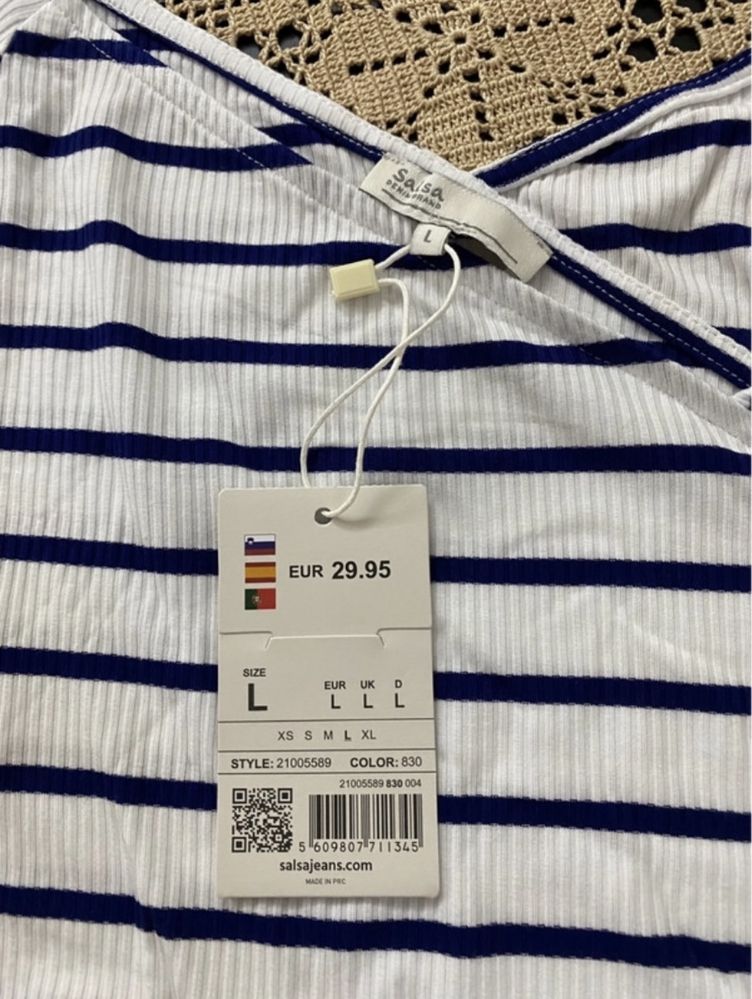 Salsa
DENIM BRAND
L
EUR 29.95
SIZE
L
EUR UK D
L L L
XS S M L XL
STYLE: 21005589 COLOR: 830
21005589 830 004
5 609807 711345
salsajeans.com
MADE IN PRC